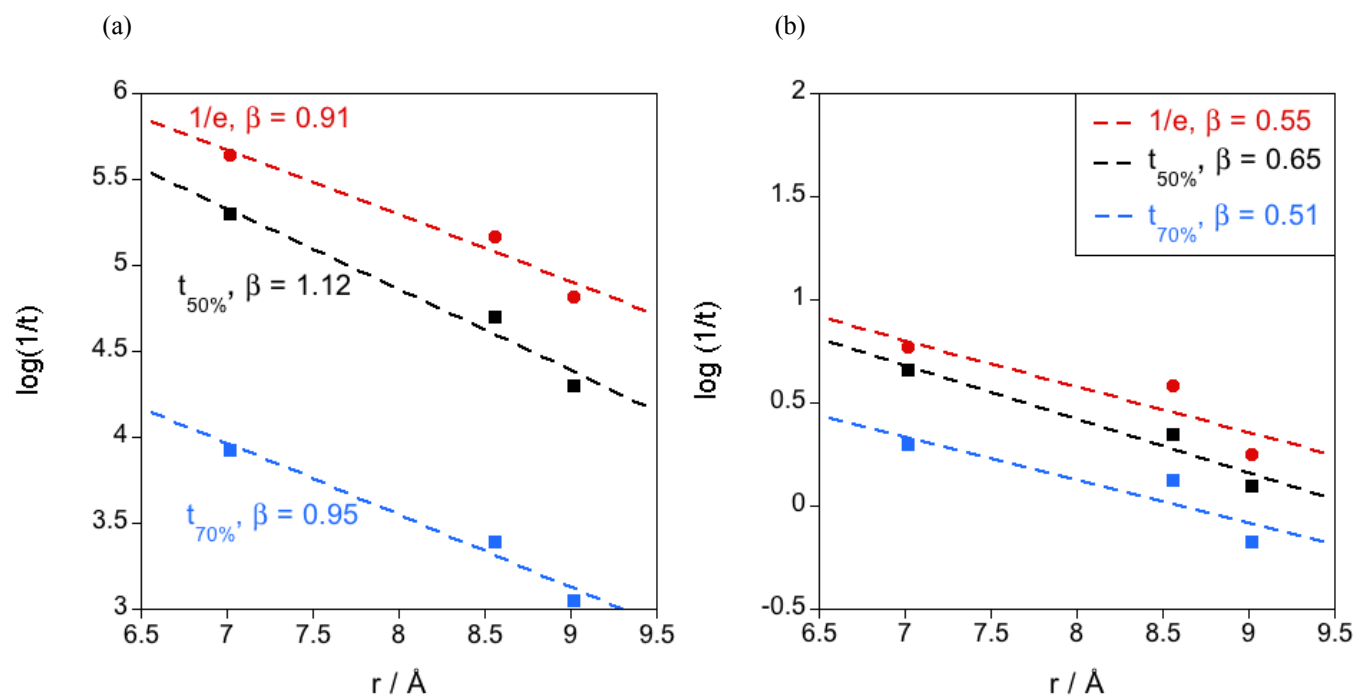 (a)
6
1/e, β = 0.91
5.5
5
t50%, β = 1.12
4.5
4
t70%, β = 0.95
3.5
3
6.5 7 7.5 8 8.5 9 9.5
log(1/t)
r / Å
(b)
2
1/e, β = 0.55
t50%, β = 0.65
t70%, β = 0.51
1.5
1
0.5
0
-0.5
6.5 7 7.5 8 8.5 9 9.5
log (1/t)
r / Å